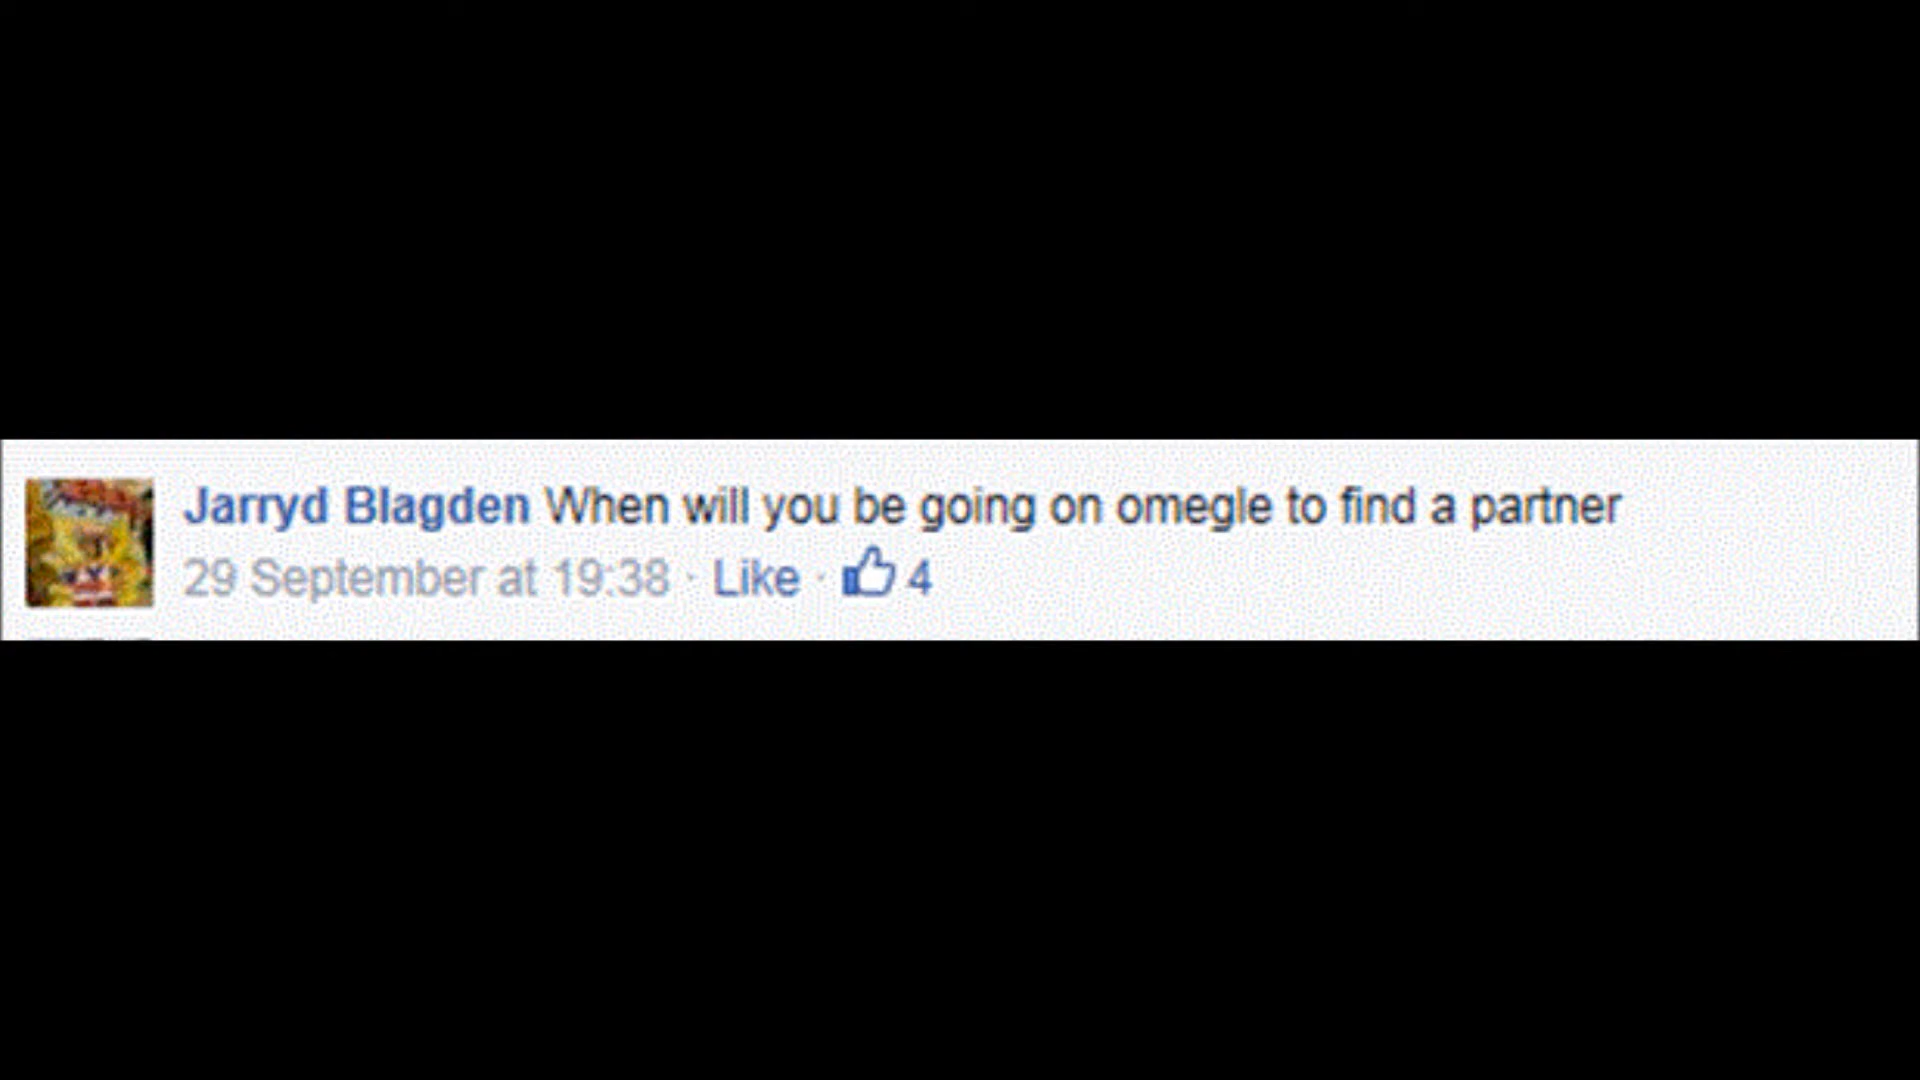 Jarryd Blagden When will you be going on omegle to find a partner
29 September at 19:38 · Like · 4